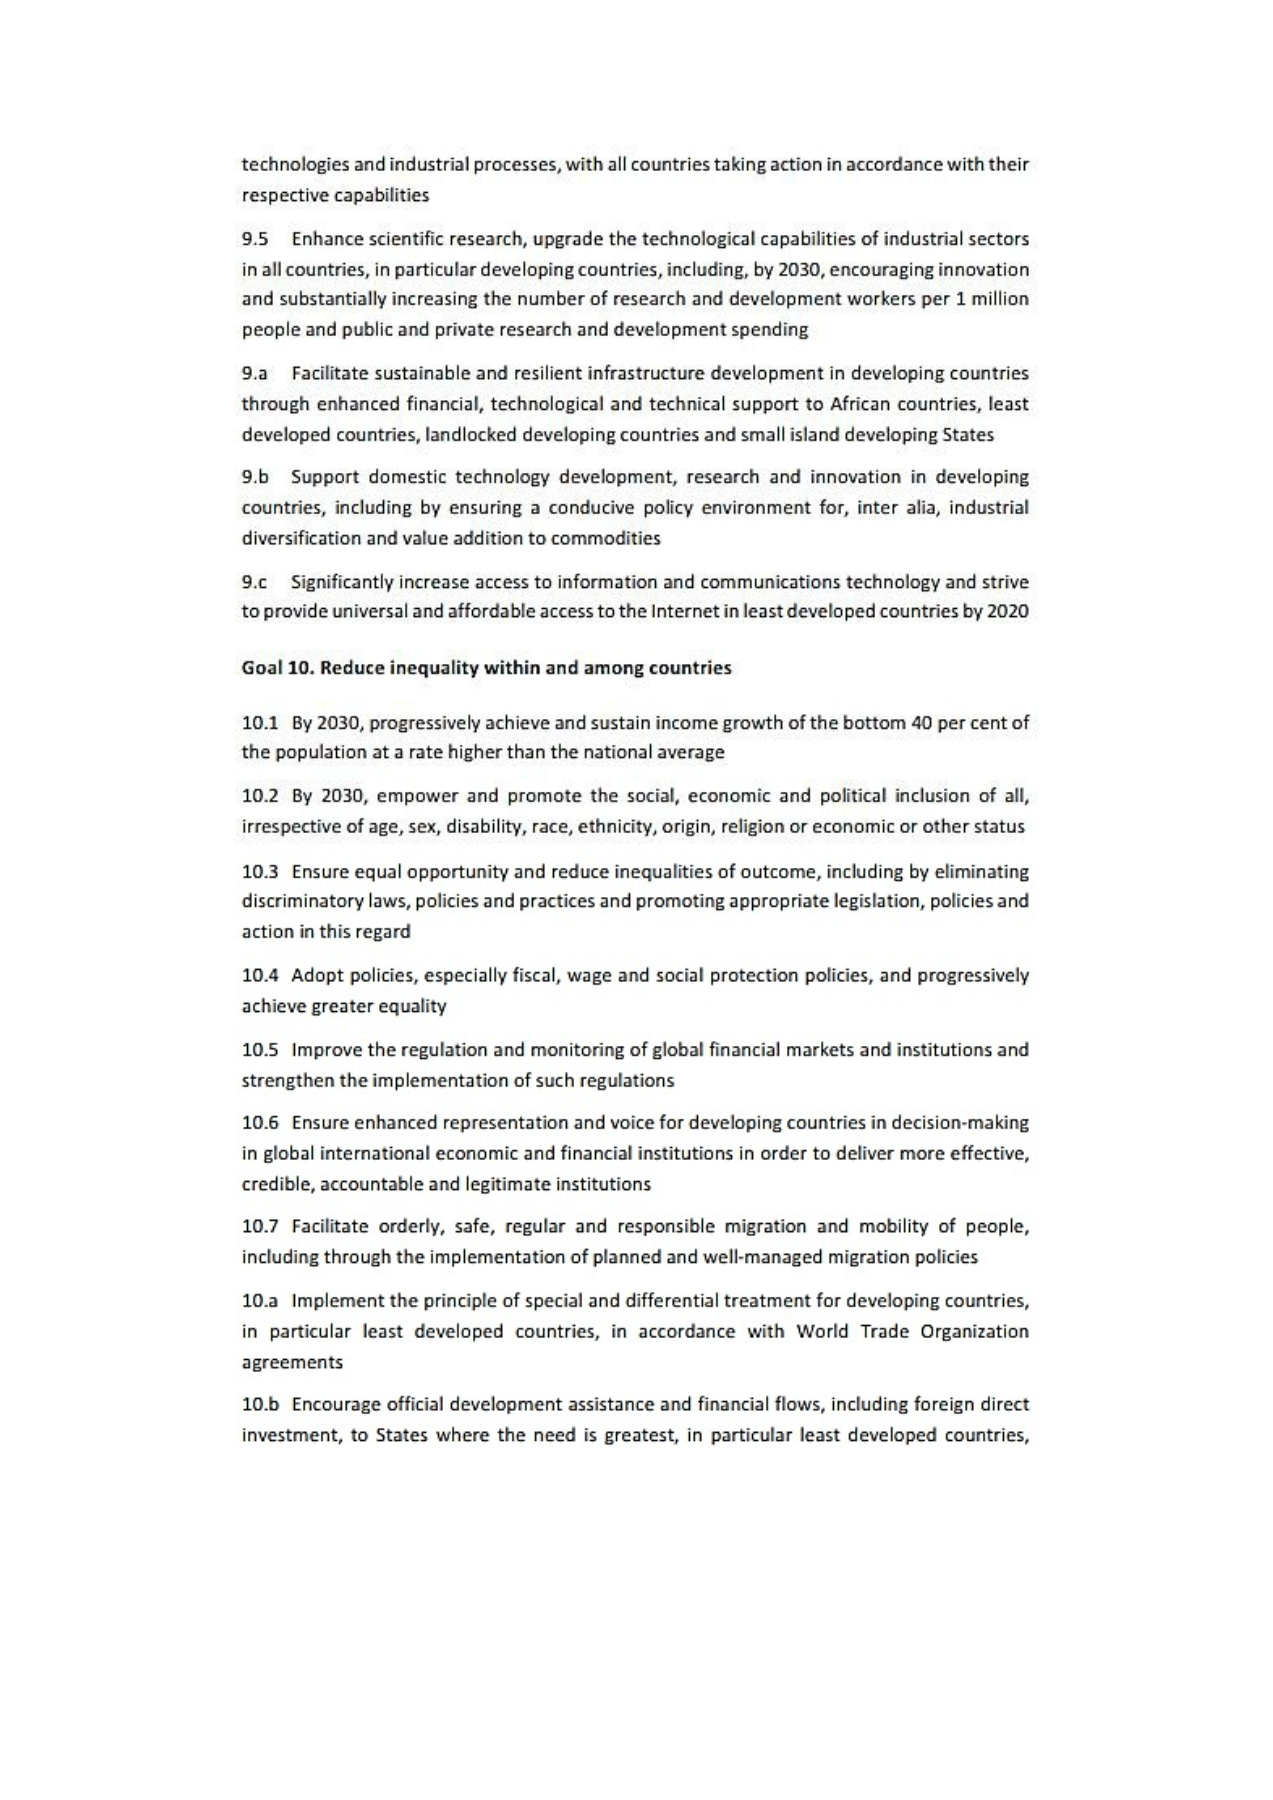 technologies and industrial processes, with all countries taking action in accordance with their
respective capabilities
9.5 Enhance scientific research, upgrade the technological capabilities of industrial sectors
in all countries, in particular developing countries, including, by 2030, encouraging innovation
and substantially increasing the number of research and development workers per 1 million
people and public and private research and development spending
9.a Facilitate sustainable and resilient infrastructure development in developing countries
through enhanced financial, technological and technical support to African countries, least
developed countries, landlocked developing countries and small island developing States
9.b Support domestic technology development, research and innovation in developing
countries, including by ensuring a conducive policy environment for, inter alia, industrial
diversification and value addition to commodities
9.c Significantly increase access to information and communications technology and strive
to provide universal and affordable access to the Internet in least developed countries by 2020
Goal 10. Reduce inequality within and among countries
10.1 By 2030, progressively achieve and sustain income growth of the bottom 40 per cent of
the population at a rate higher than the national average
10.2 By 2030, empower and promote the social, economic and political inclusion of all,
irrespective of age, sex, disability, race, ethnicity, origin, religion or economic or other status
10.3 Ensure equal opportunity and reduce inequalities of outcome, including by eliminating
discriminatory laws, policies and practices and promoting appropriate legislation, policies and
action in this regard
10.4 Adopt policies, especially fiscal, wage and social protection policies, and progressively
achieve greater equality
10.5 Improve the regulation and monitoring of global financial markets and institutions and
strengthen the implementation of such regulations
10.6 Ensure enhanced representation and voice for developing countries in decision-making
in global international economic and financial institutions in order to deliver more effective,
credible, accountable and legitimate institutions
10.7 Facilitate orderly, safe, regular and responsible migration and mobility of people,
including through the implementation of planned and well-managed migration policies
10.a Implement the principle of special and differential treatment for developing countries,
in particular least developed countries, in accordance with World Trade Organization
agreements
10.b Encourage official development assistance and financial flows, including foreign direct
investment, to States where the need is greatest, in particular least developed countries,